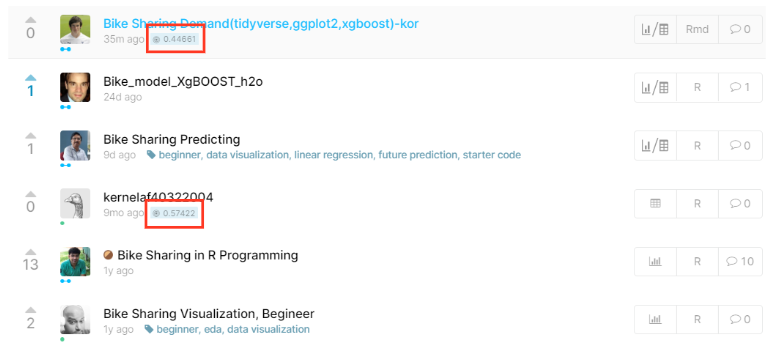 Bike Sharing Demand(tidyverse,ggplot2,xgboost)-kor
0
35m ago 0.44661
Rmd 0
Bike_model_XgBOOST_h2o
1
24d ago
R 1
Bike Sharing Predicting
1
9d ago beginner, data visualization, linear regression, future prediction, starter code
R 0
kernelaf40322004
0
9mo ago 0.57422
R 0
Bike Sharing in R Programming
13
1y ago
R 10
Bike Sharing Visualization, Begineer
2
1y ago beginner, eda, data visualization
R 0